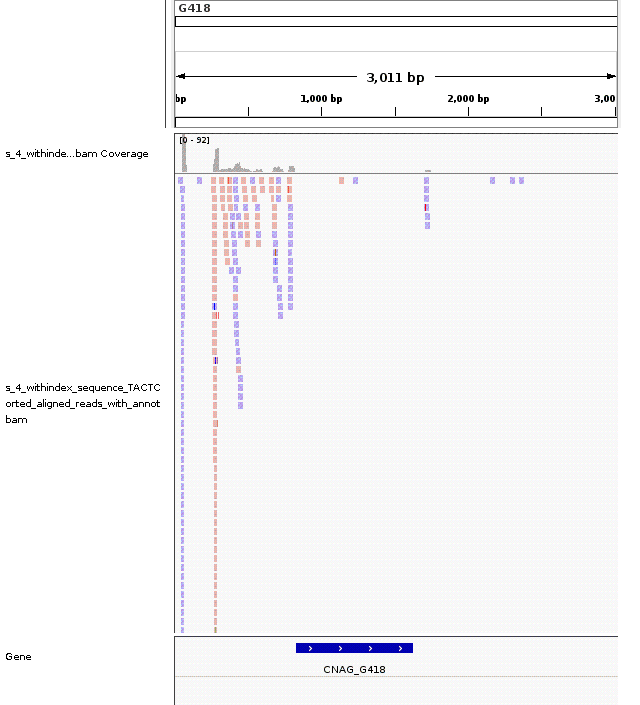 G418
3,011 bp
bp 1,000 bp 2,000 bp 3,00
[0 - 92]
s_4_withinde...bam Coverage
s_4_withindex_sequence_TACTC
orted_aligned_reads_with_annot
bam
Gene
CNAG_G418